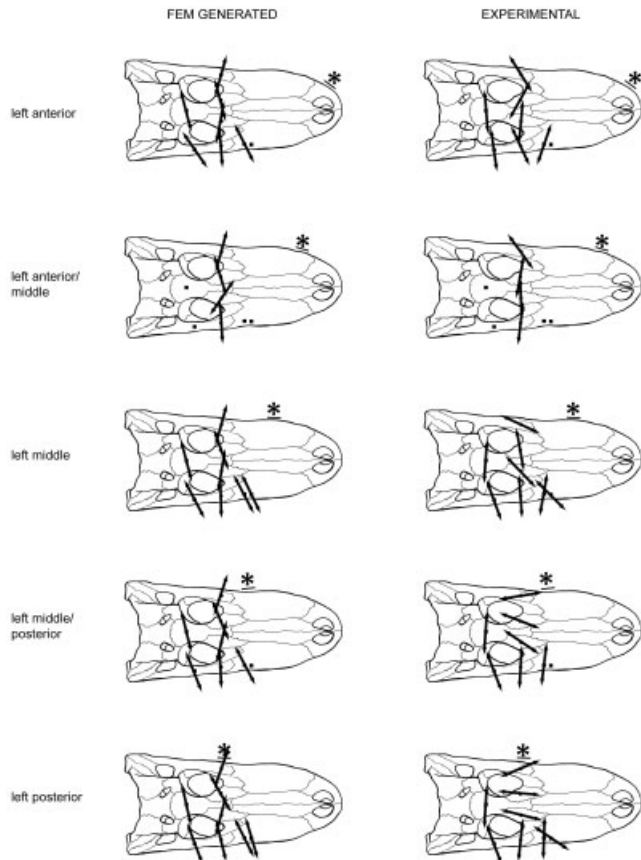 FEM GENERATED EXPERIMENTAL
left anterior
*
*
left anterior/
middle
*
*
left middle
*
*
left middle/
posterior
*
*
left posterior
*
*